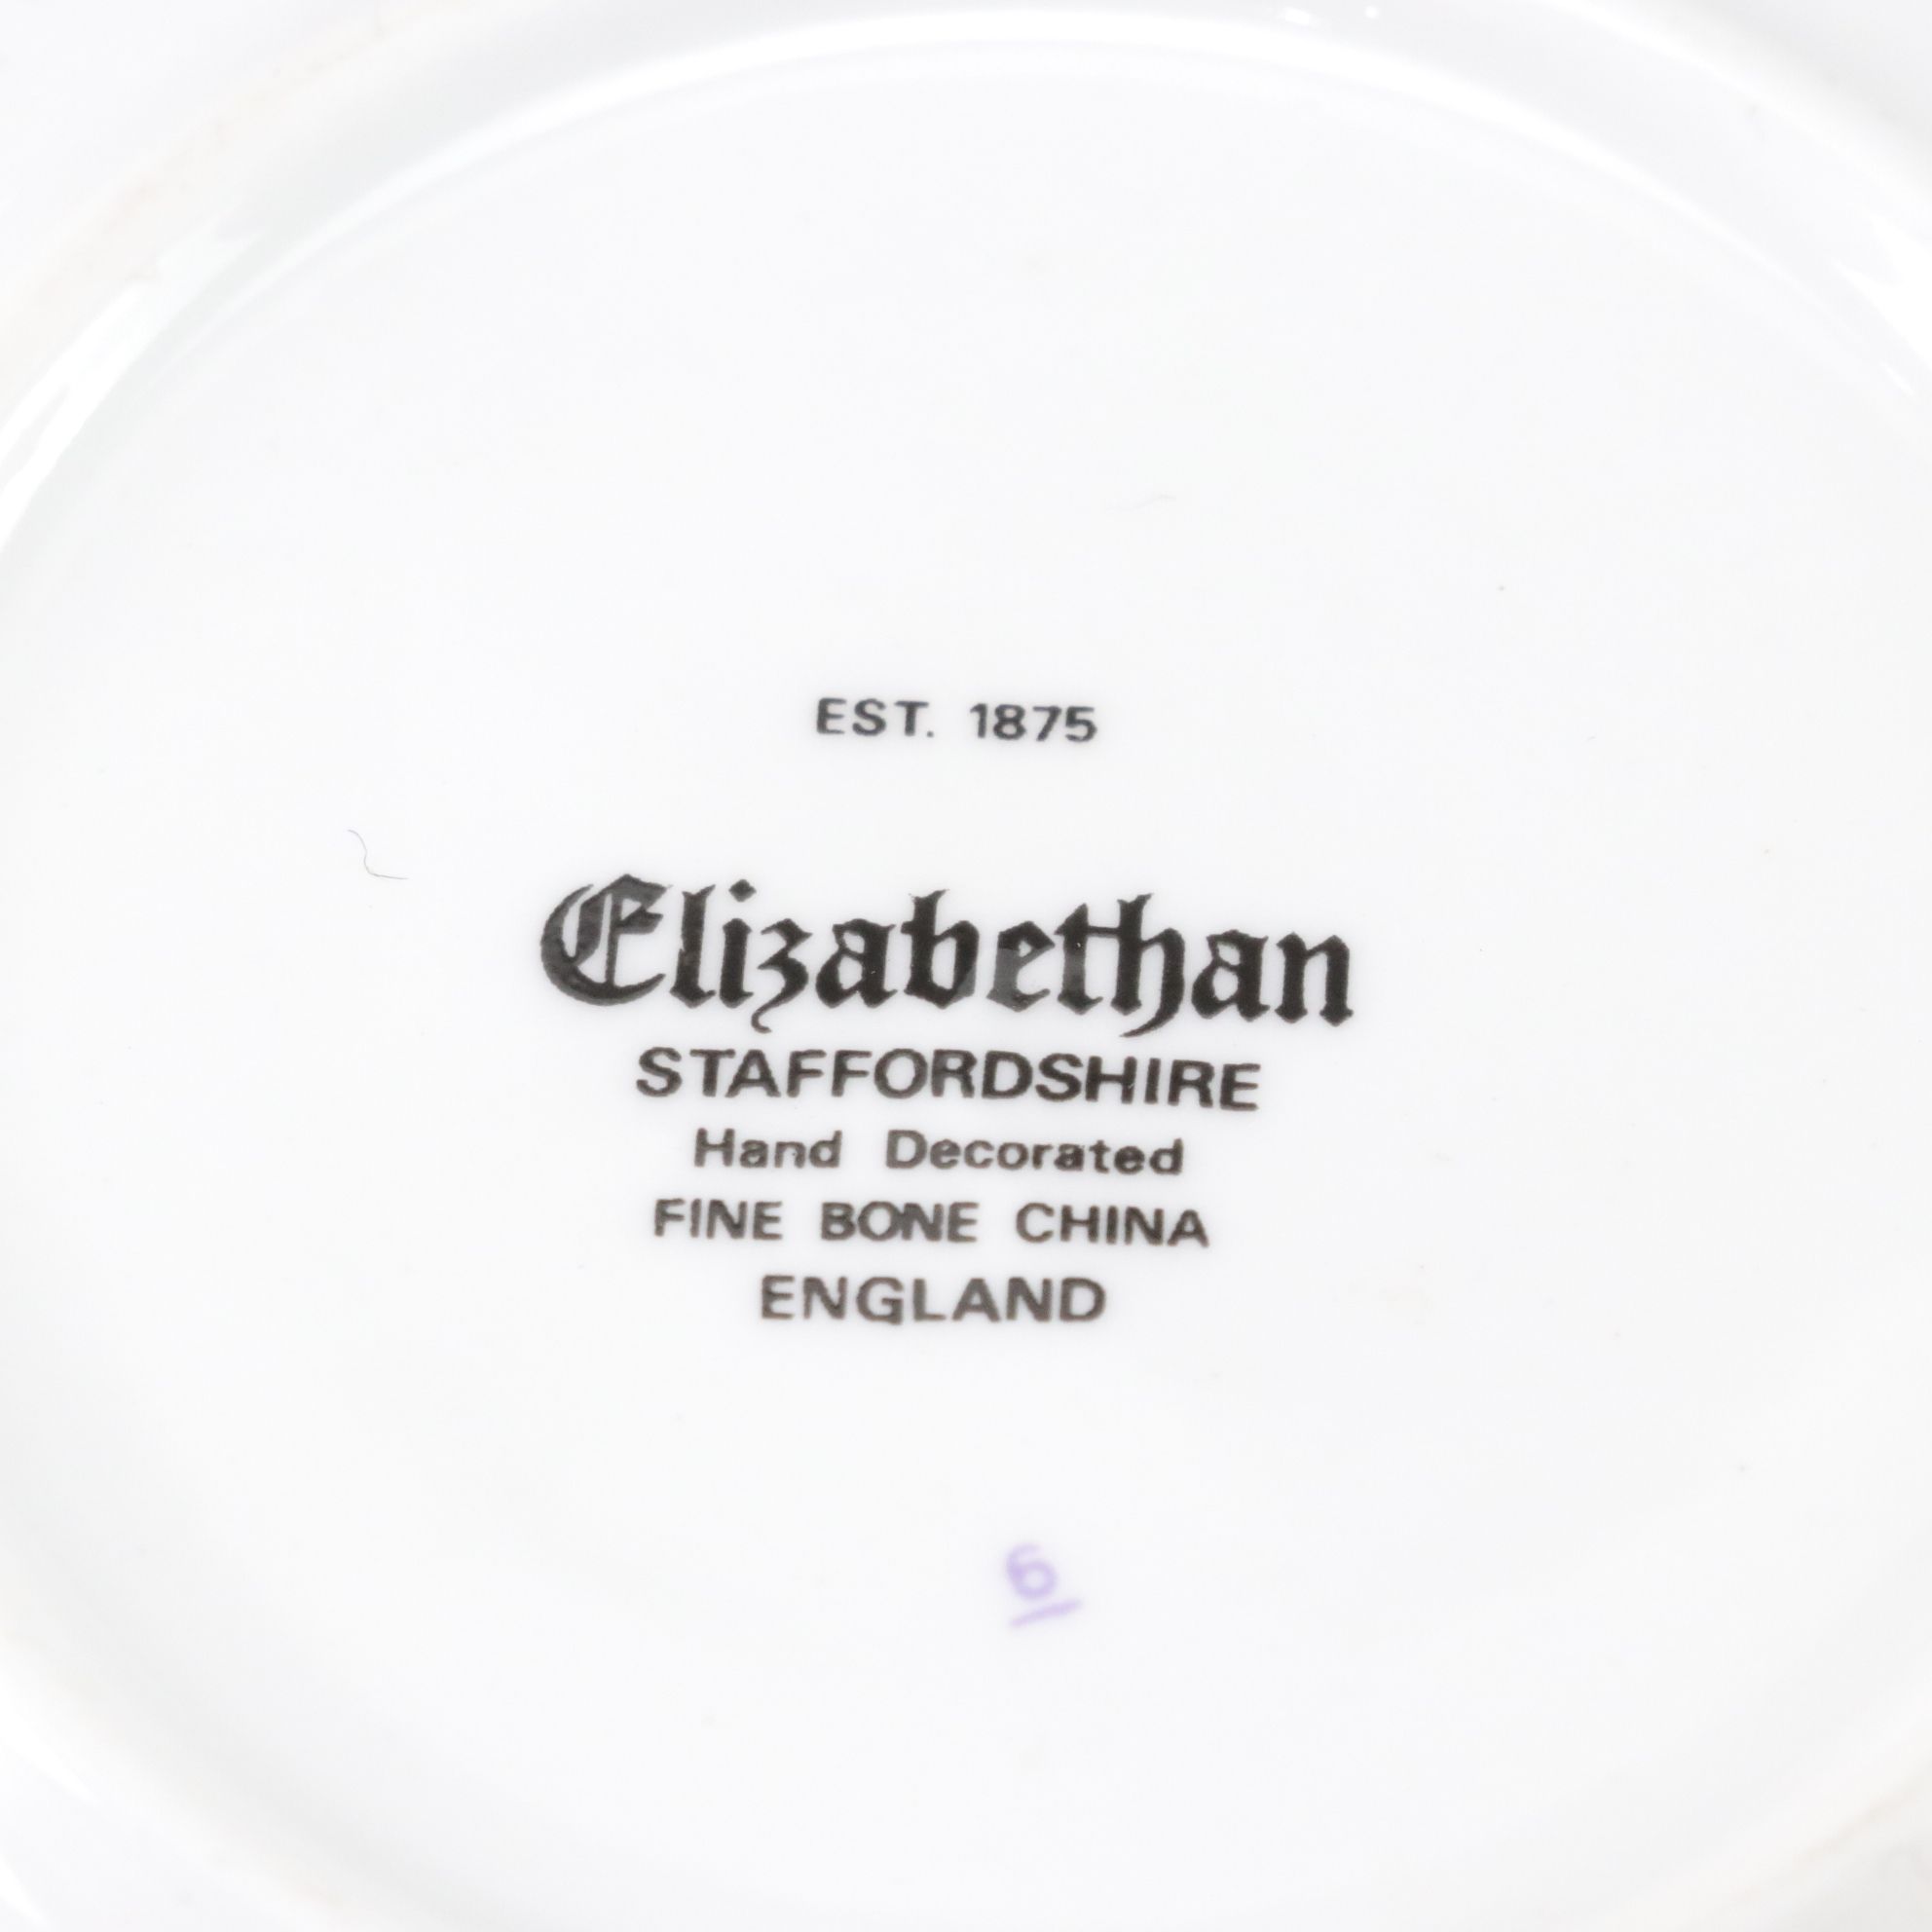 EST. 1875
Elizabethan
STAFFORDSHIRE
Hand Decorated
FINE BONE CHINA
ENGLAND
6